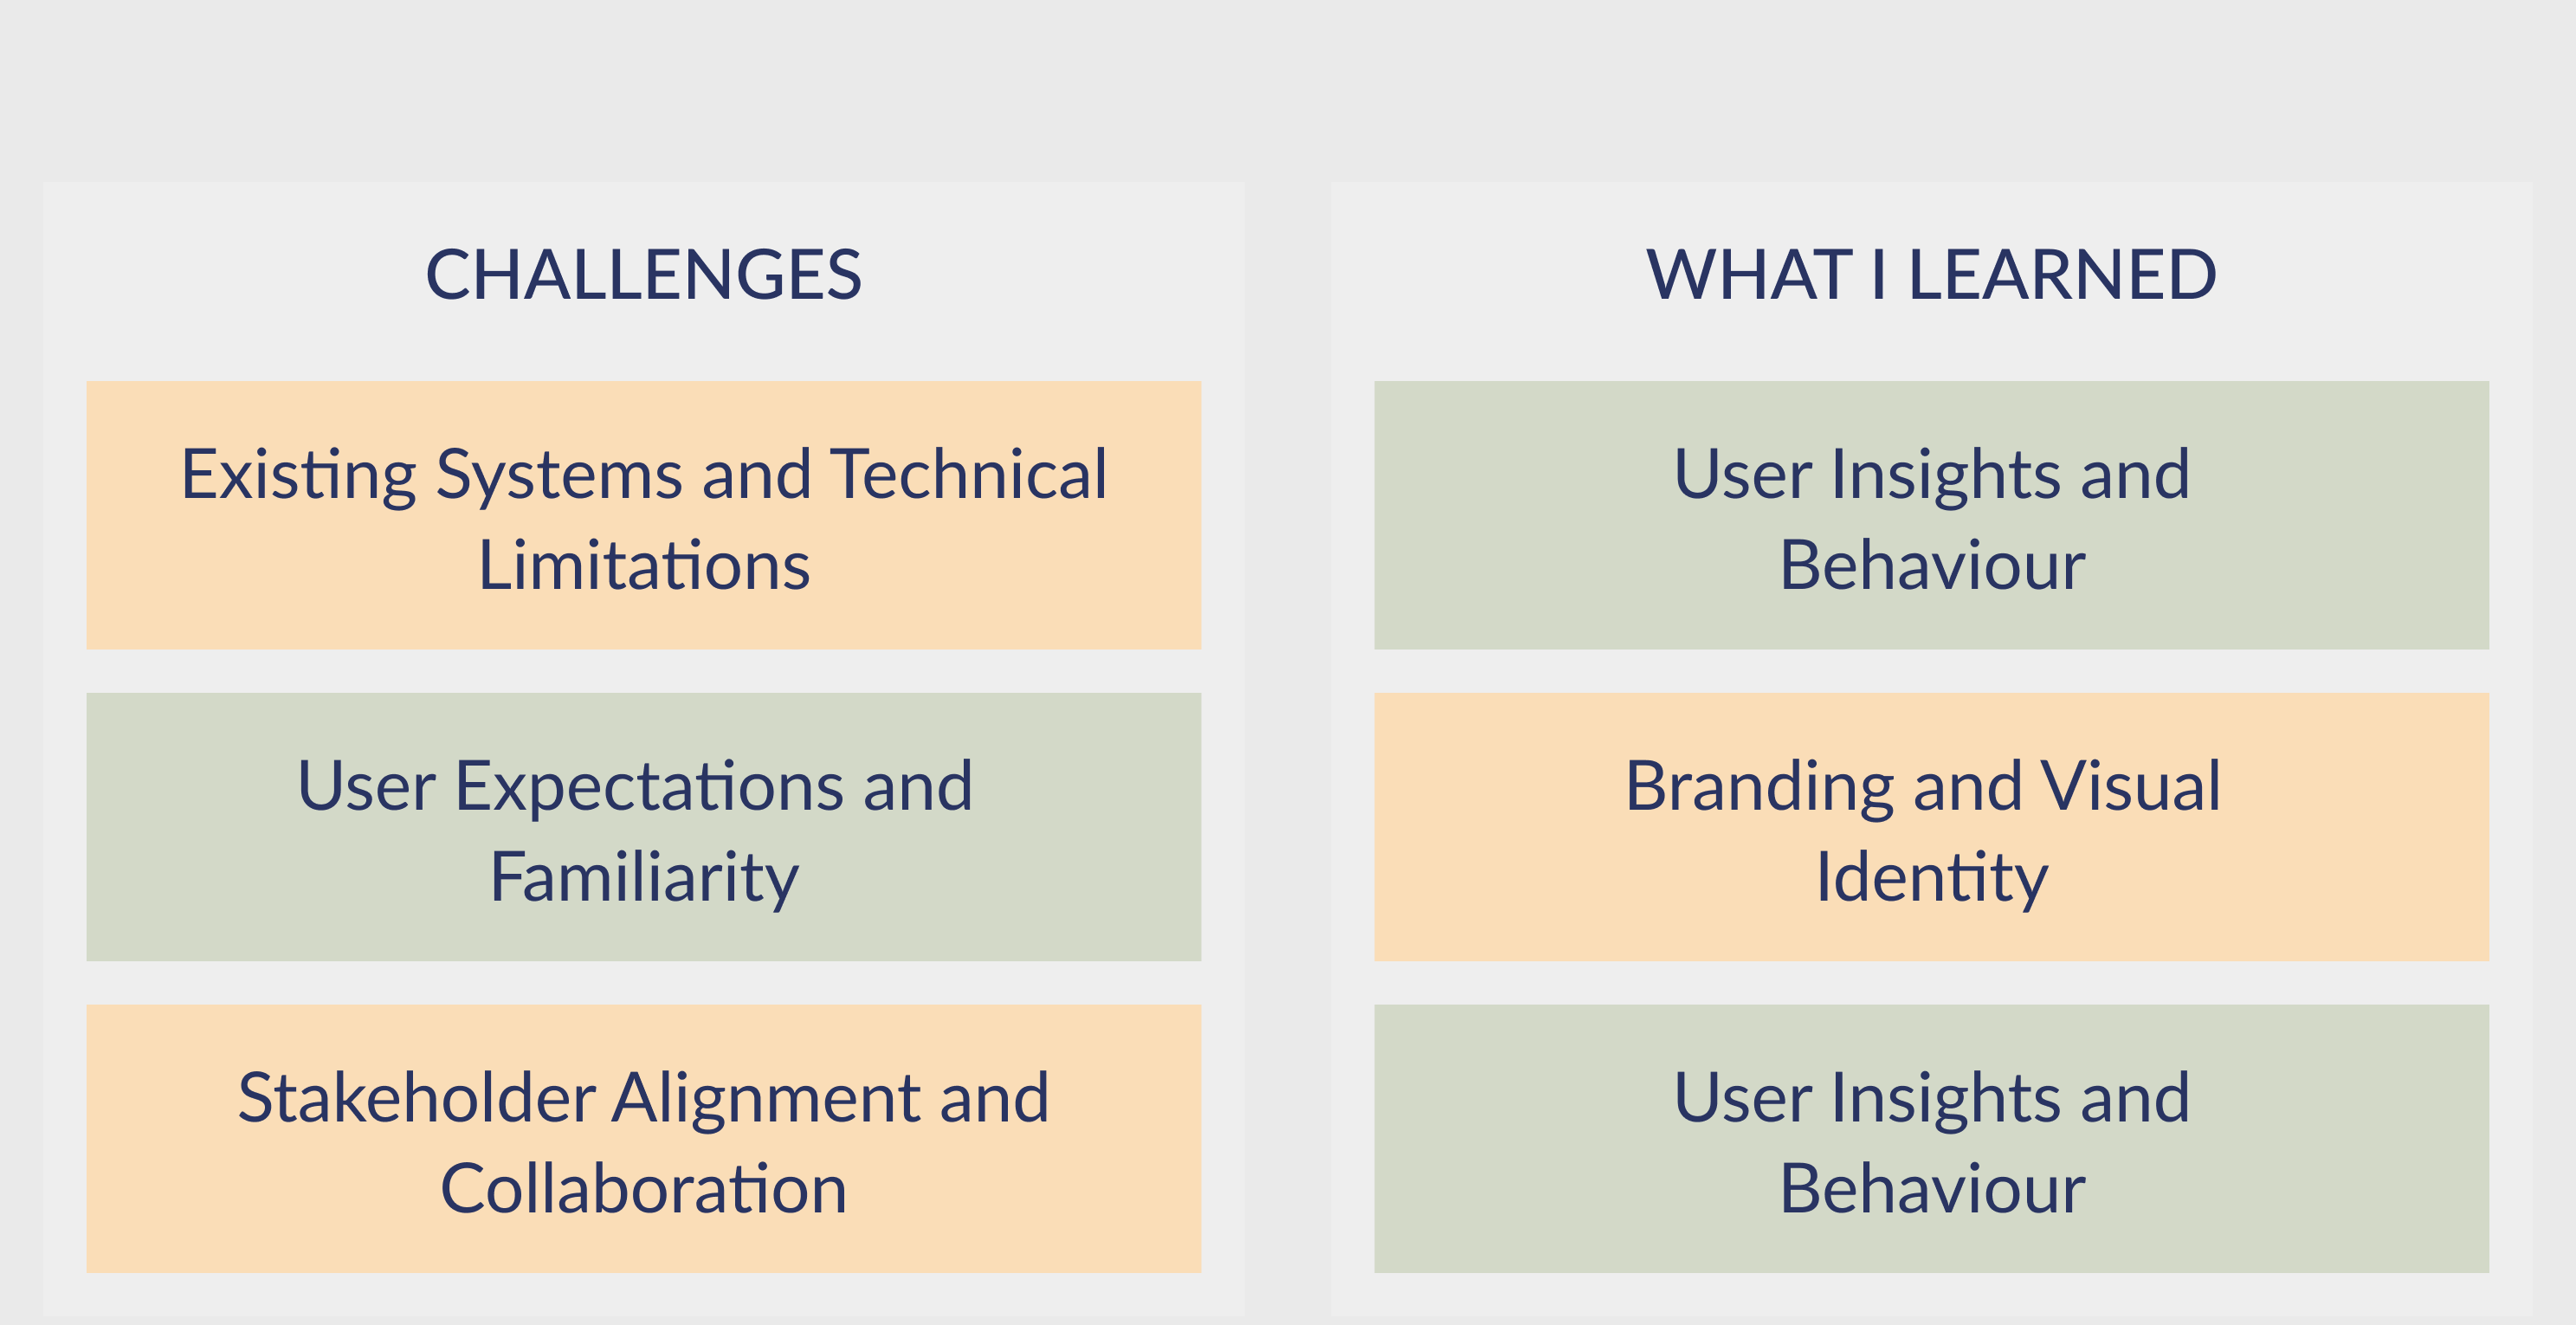 CHALLENGES
Existing Systems and Technical
Limitations
User Expectations and
Familiarity
Stakeholder Alignment and
Collaboration
WHAT I LEARNED
User Insights and
Behaviour
Branding and Visual
Identity
User Insights and
Behaviour